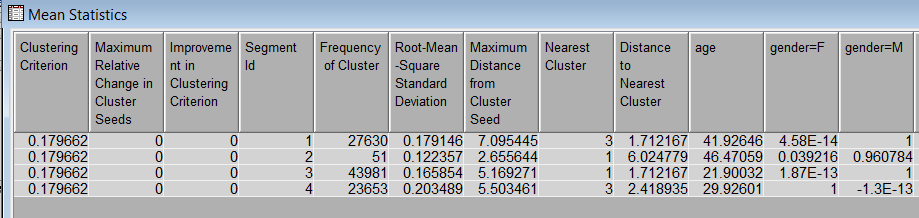 Mean Statistics
Clustering Criterion Maximum Relative Change in Cluster Seeds Improveme nt in Clustering Criterion Segment Id Frequency of Cluster Root-Mean -Square Standard Deviation Maximum Distance from Cluster Seed Nearest Cluster Distance to Nearest Cluster age gender=F gender=M
0.179662 0 0 1 27630 0.179146 7.095445 3 1.712167 41.92646 4.58E-14 1
0.179662 0 0 2 51 0.122357 2.655644 1 6.024779 46.47059 0.039216 0.960784
0.179662 0 0 3 43981 0.165854 5.169271 1 1.712167 21.90032 1.87E-13 1
0.179662 0 0 4 23653 0.203489 5.503461 3 2.418935 29.92601 1 -1.3E-13